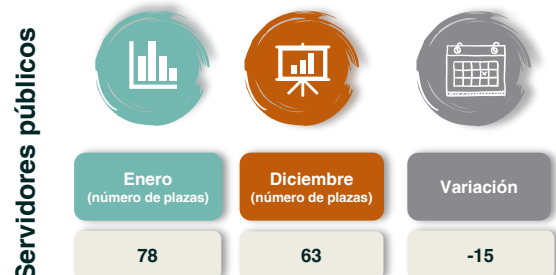 Servidores públicos
Enero
(número de plazas)
Diciembre
(número de plazas)
Variación
78
63
-15